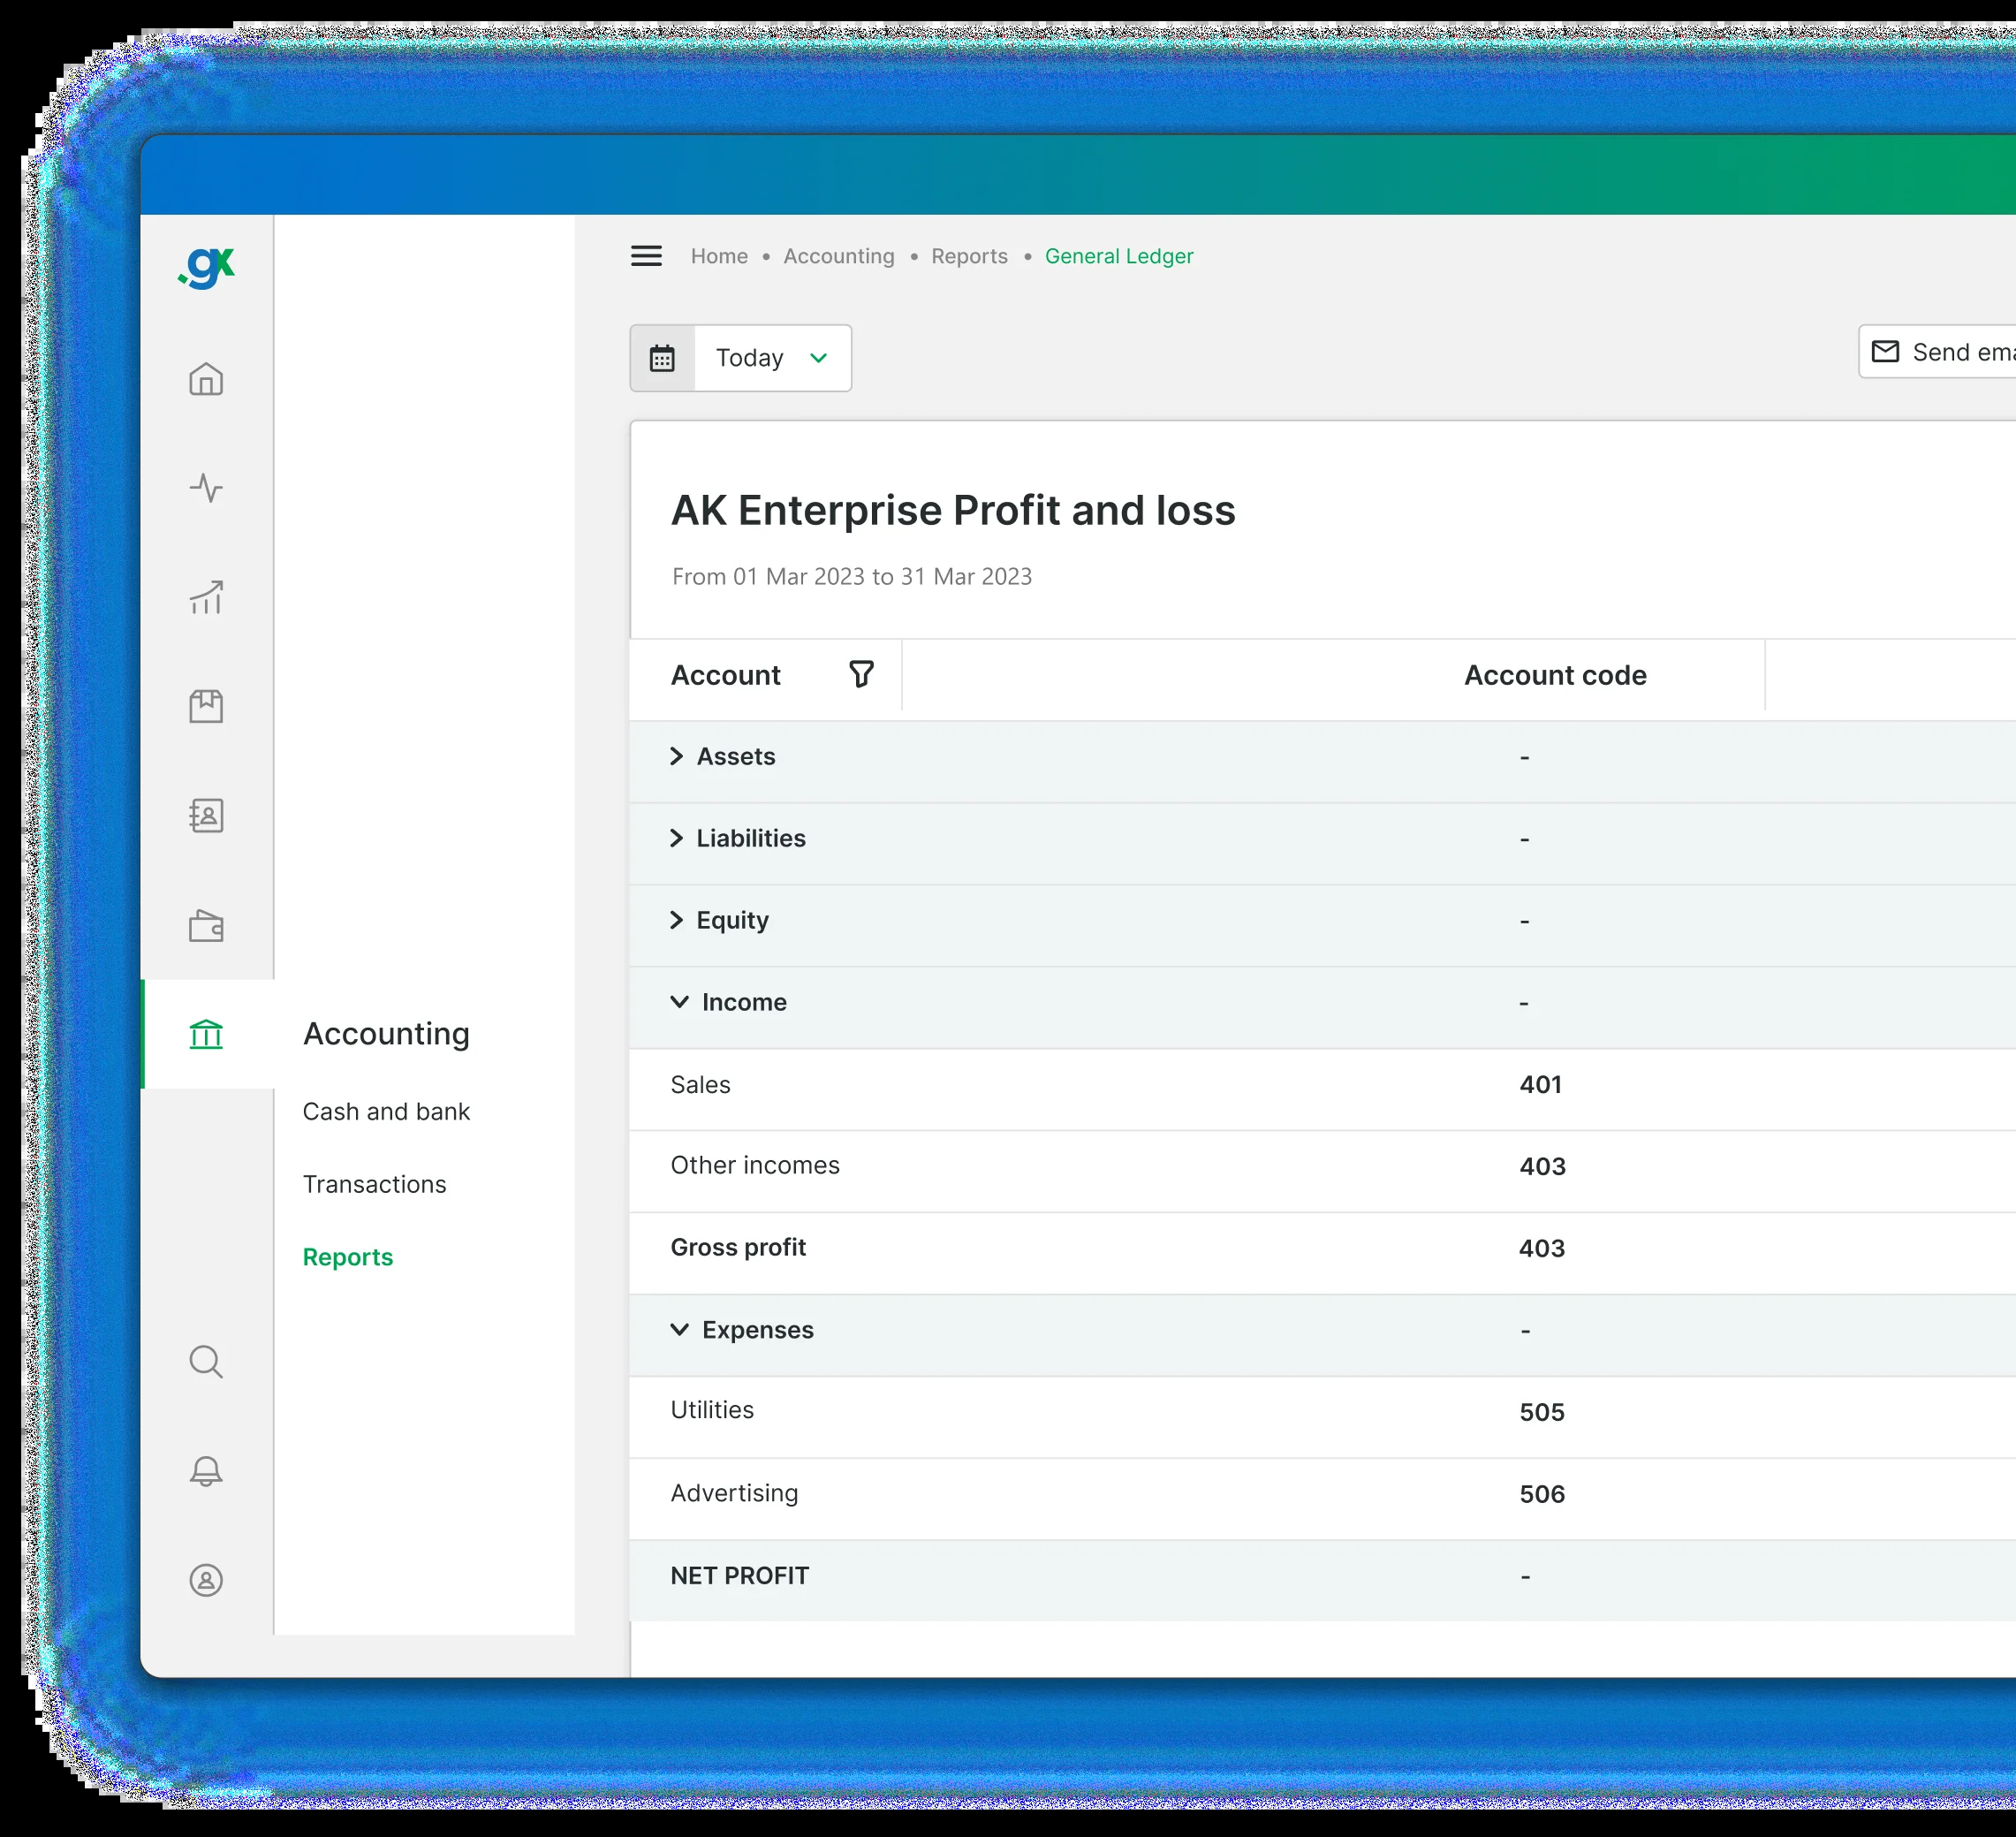 .gx
Home • Accounting • Reports • General Ledger
Today
Send
AK Enterprise Profit and loss
From 01 Mar 2023 to 31 Mar 2023
Account Account code
Assets -
Liabilities -
Equity -
Income -
Sales 401
Other incomes 403
Gross profit 403
Expenses -
Utilities 505
Advertising 506
NET PROFIT -
Accounting
Cash and bank
Transactions
Reports